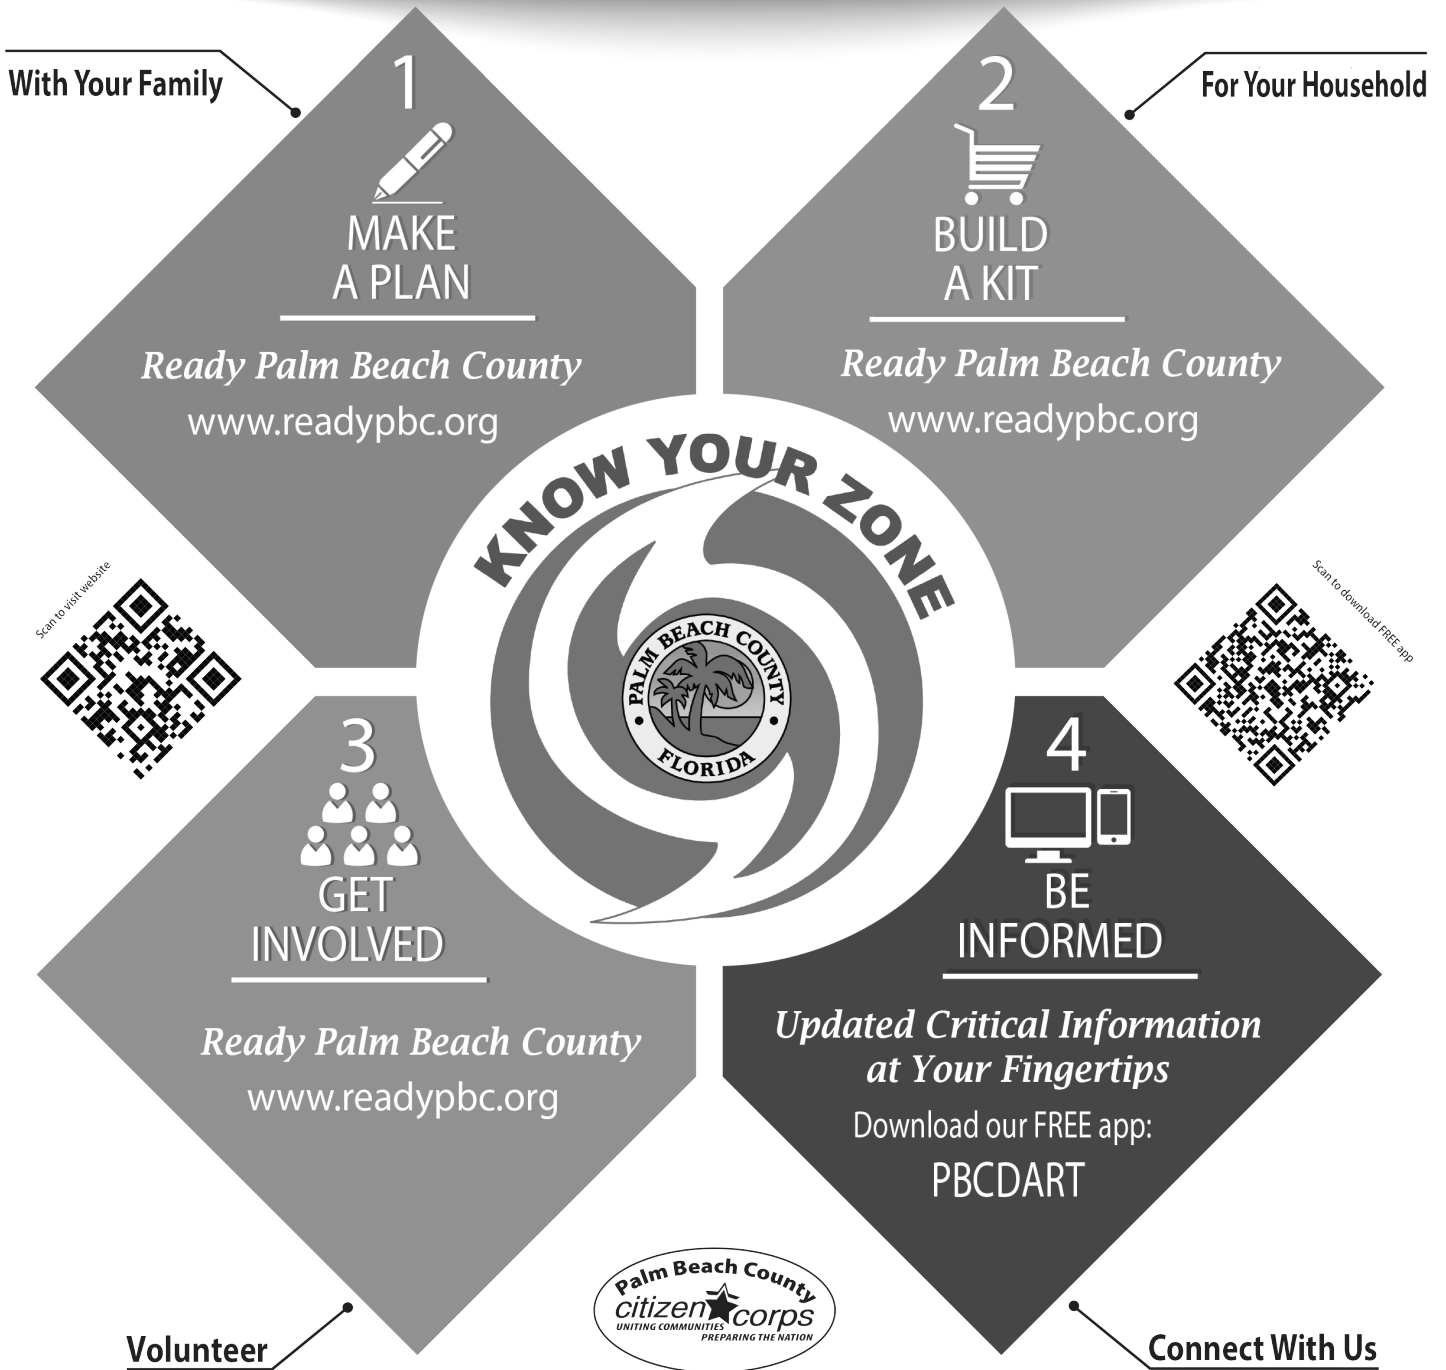 With Your Family
1
MAKE
A PLAN
Ready Palm Beach County
www.readypbc.org
For Your Household
2
BUILD
A KIT
Ready Palm Beach County
www.readypbc.org
KNOW YOUR ZONE
PALM BEACH COUNTY
FLORIDA
Scan to visit website
Scan to download FREE app
3
GET
INVOLVED
Ready Palm Beach County
www.readypbc.org
Volunteer
4
BE
INFORMED
Updated Critical Information
at Your Fingertips
Download our FREE app:
PBCDART
Connect With Us
Palm Beach County
citizen corps
UNITING COMMUNITIES
PREPARING THE NATION